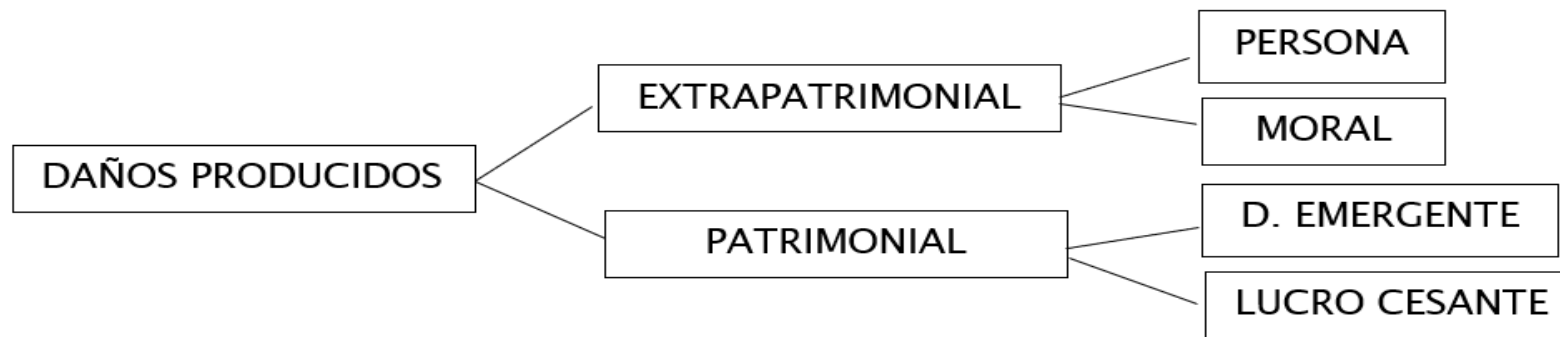 PERSONA
EXTRAPATRIMONIAL
MORAL
DAÑOS PRODUCIDOS
D. EMERGENTE
PATRIMONIAL
LUCRO CESANTE